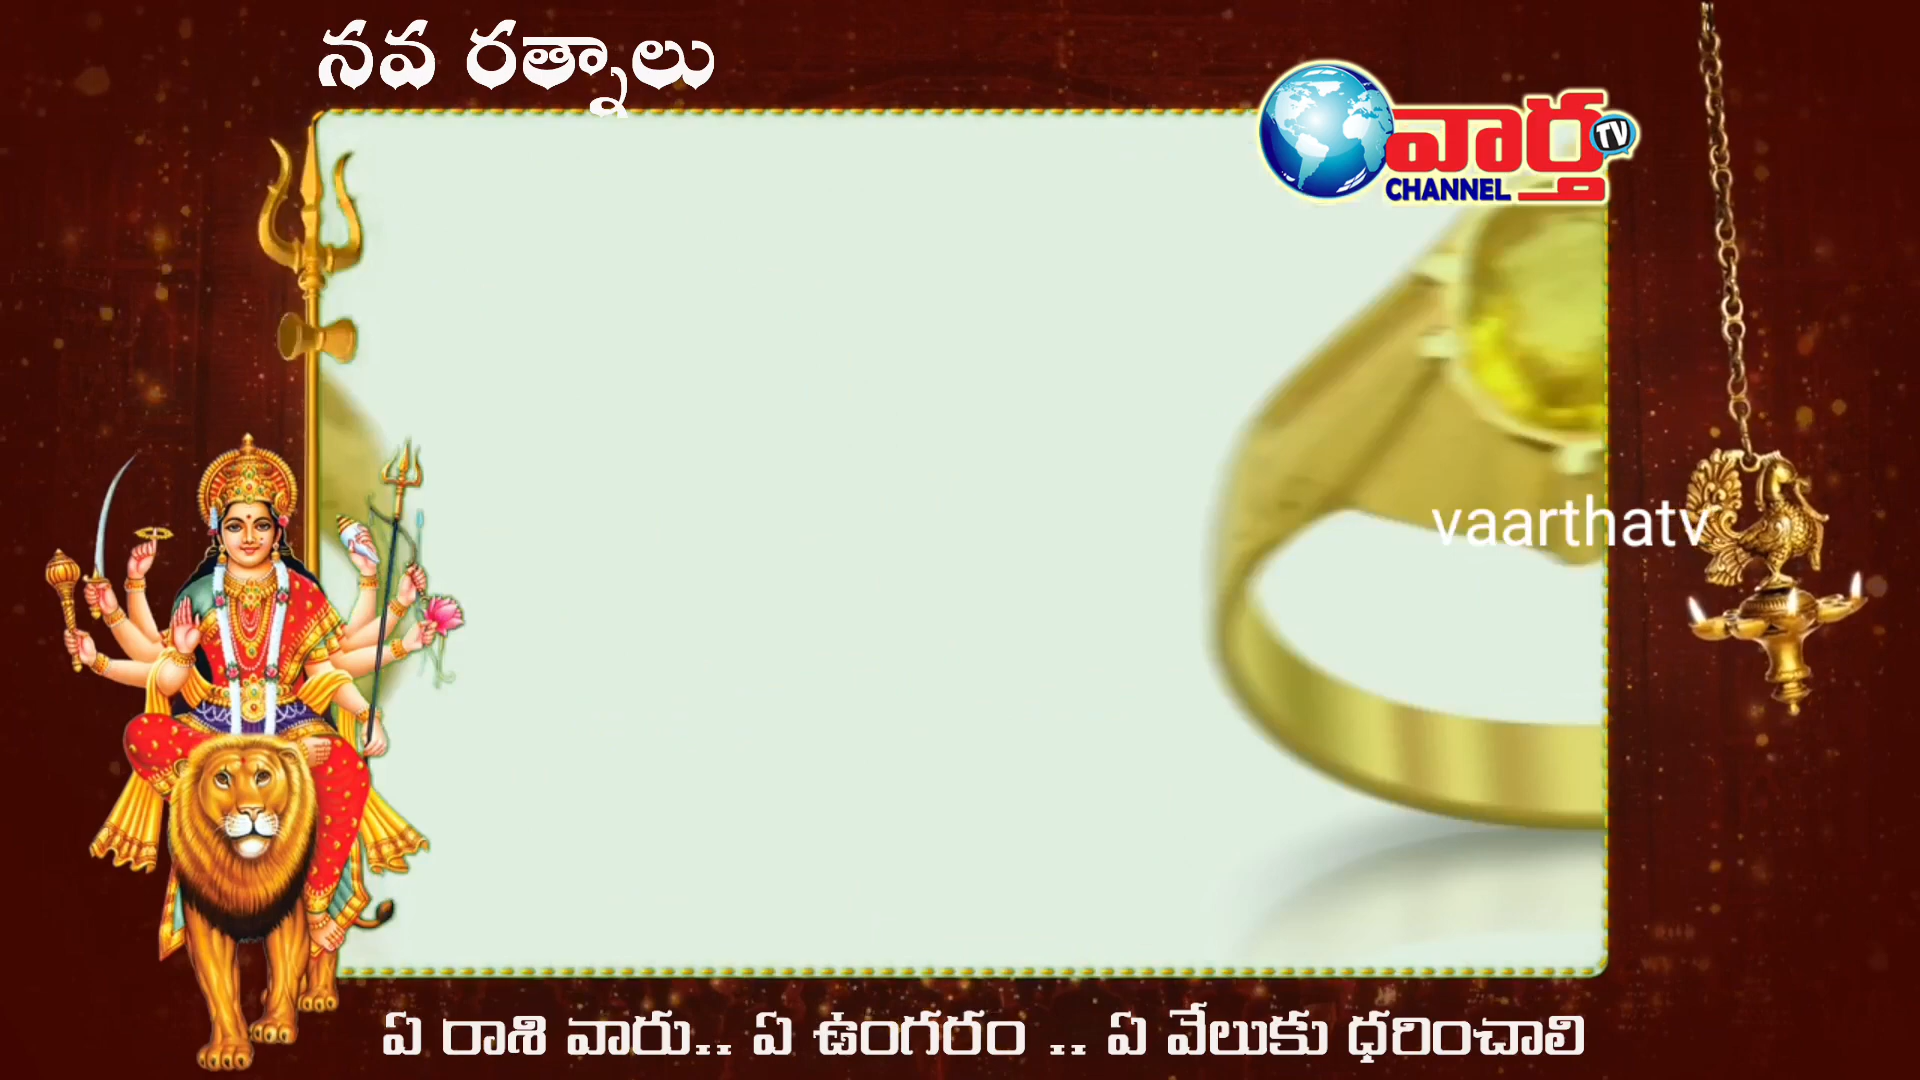 నవ రత్నాలు
వార్త TV
CHANNEL
vaarthatv
ఏ రాశి వారు.. ఏ ఉంగరం .. ఏ వేలుకు ధరించాలి